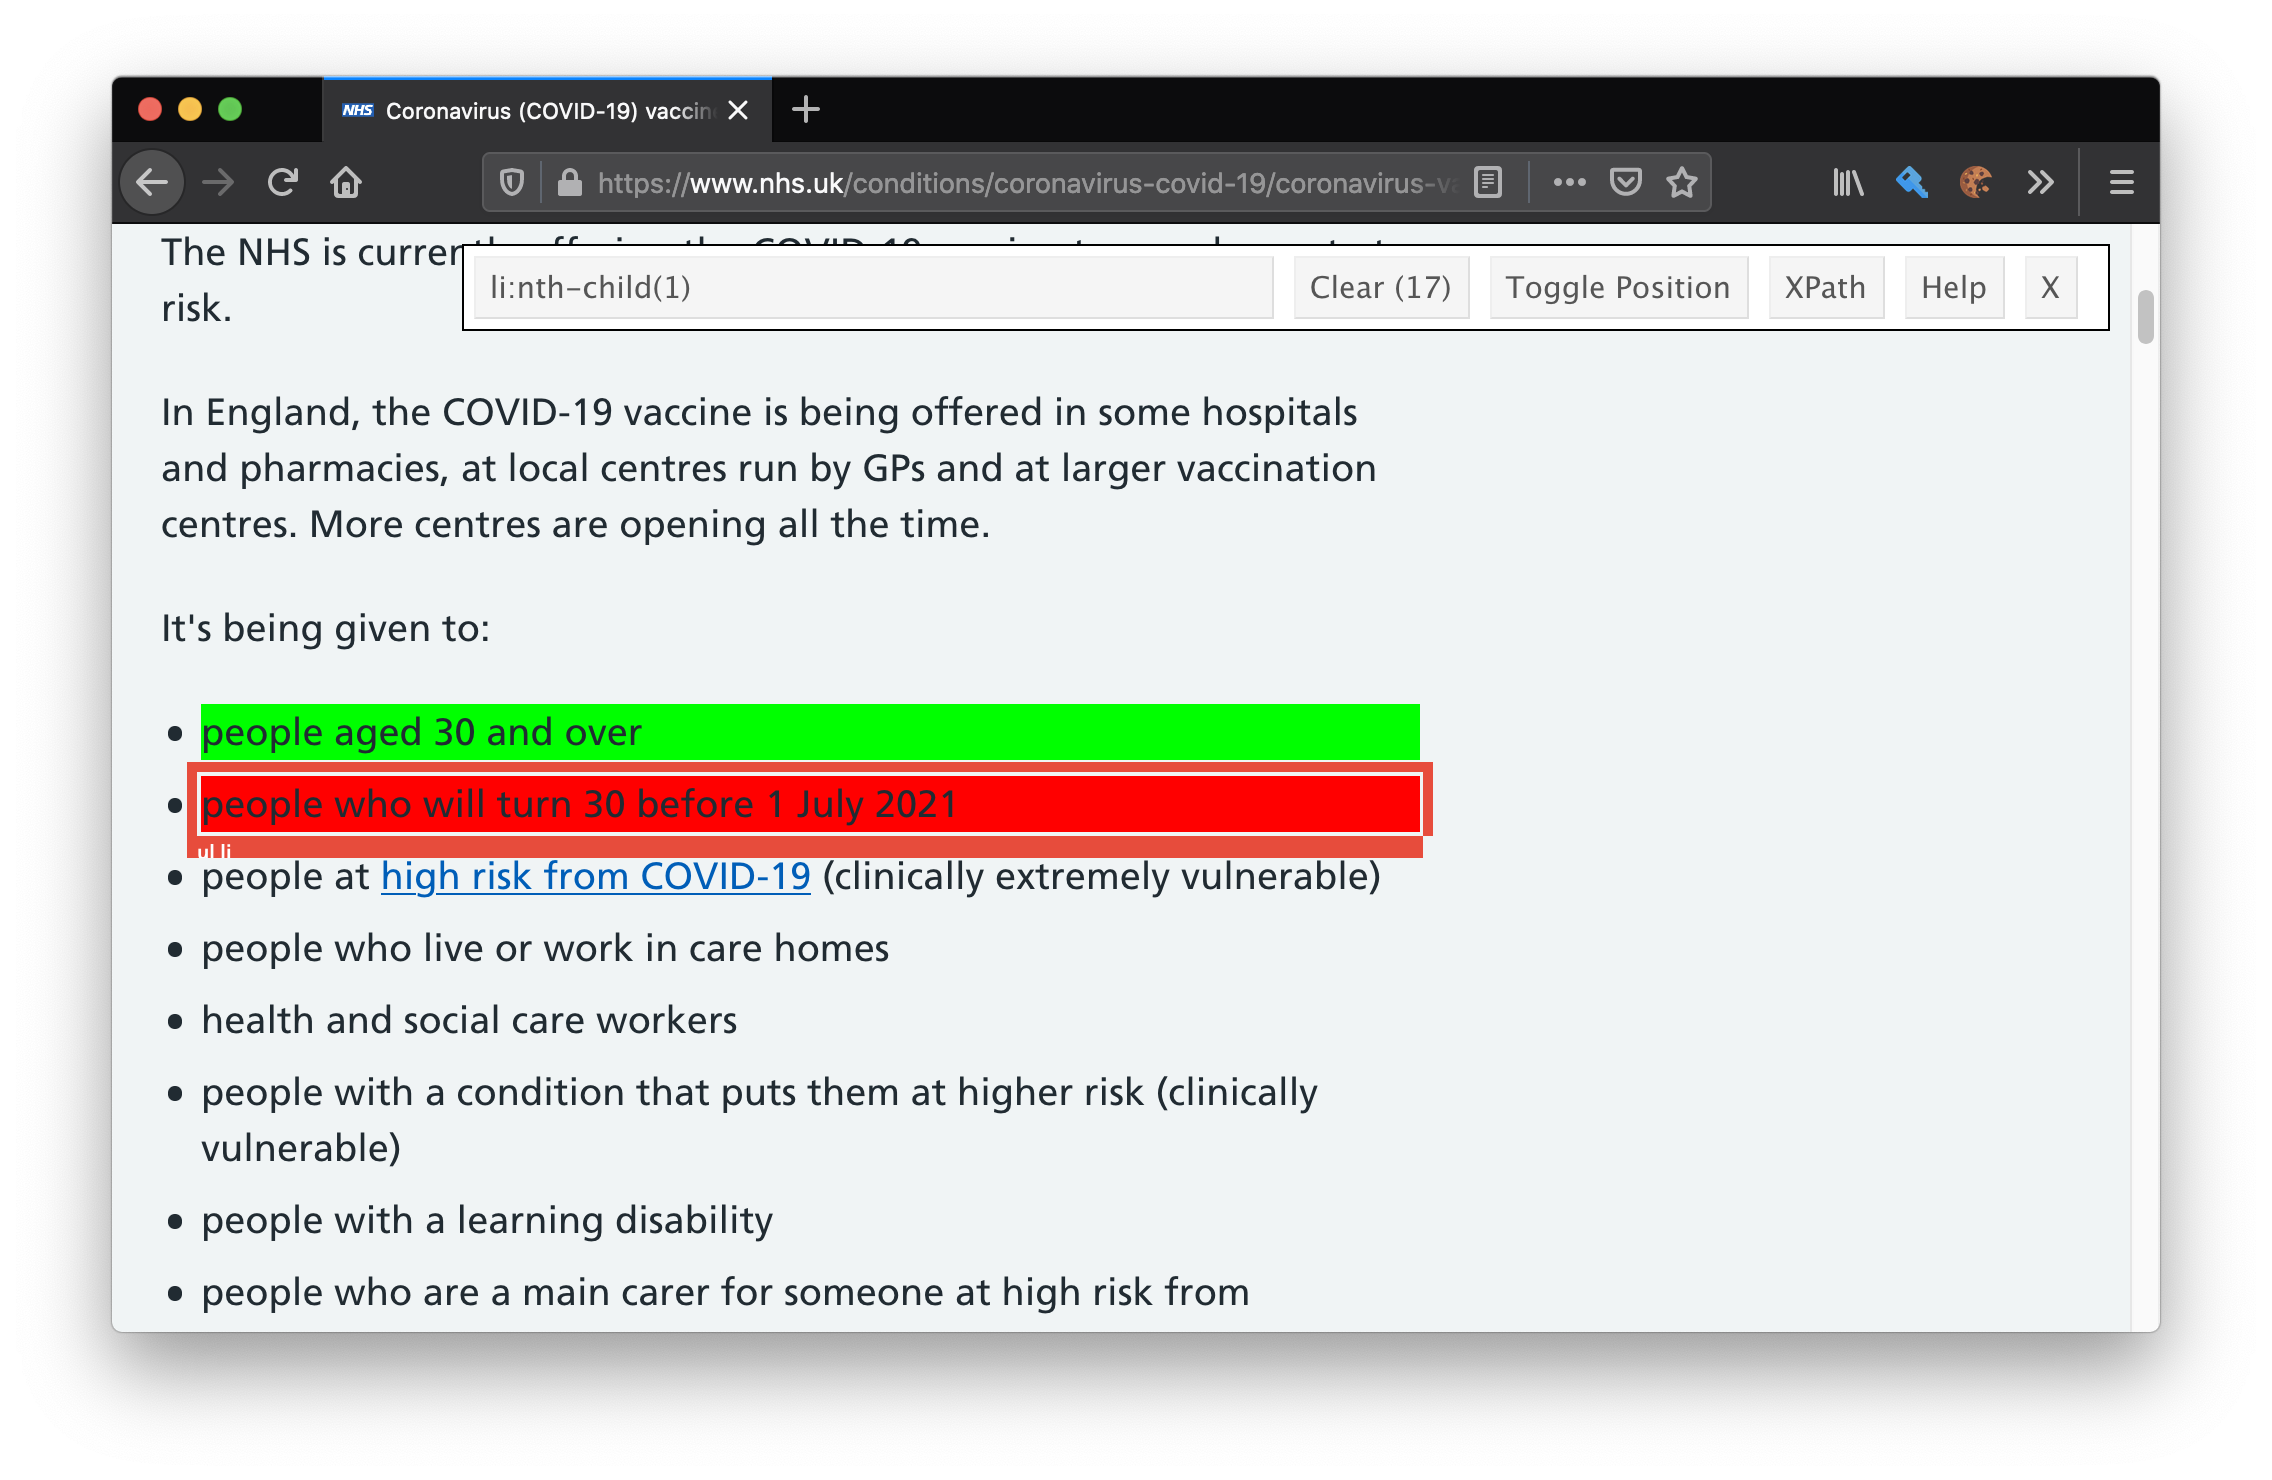 NHS Coronavirus (COVID-19) vaccin
https://www.nhs.uk/conditions/coronavirus-covid-19/coronavirus-va
The NHS is curren
risk.
li:nth-child(1) Clear (17) Toggle Position XPath Help X
In England, the COVID-19 vaccine is being offered in some hospitals
and pharmacies, at local centres run by GPs and at larger vaccination
centres. More centres are opening all the time.
It's being given to:
• people aged 30 and over
• people who will turn 30 before 1 July 2021
ul li
• people at high risk from COVID-19 (clinically extremely vulnerable)
• people who live or work in care homes
• health and social care workers
• people with a condition that puts them at higher risk (clinically
vulnerable)
• people with a learning disability
• people who are a main carer for someone at high risk from